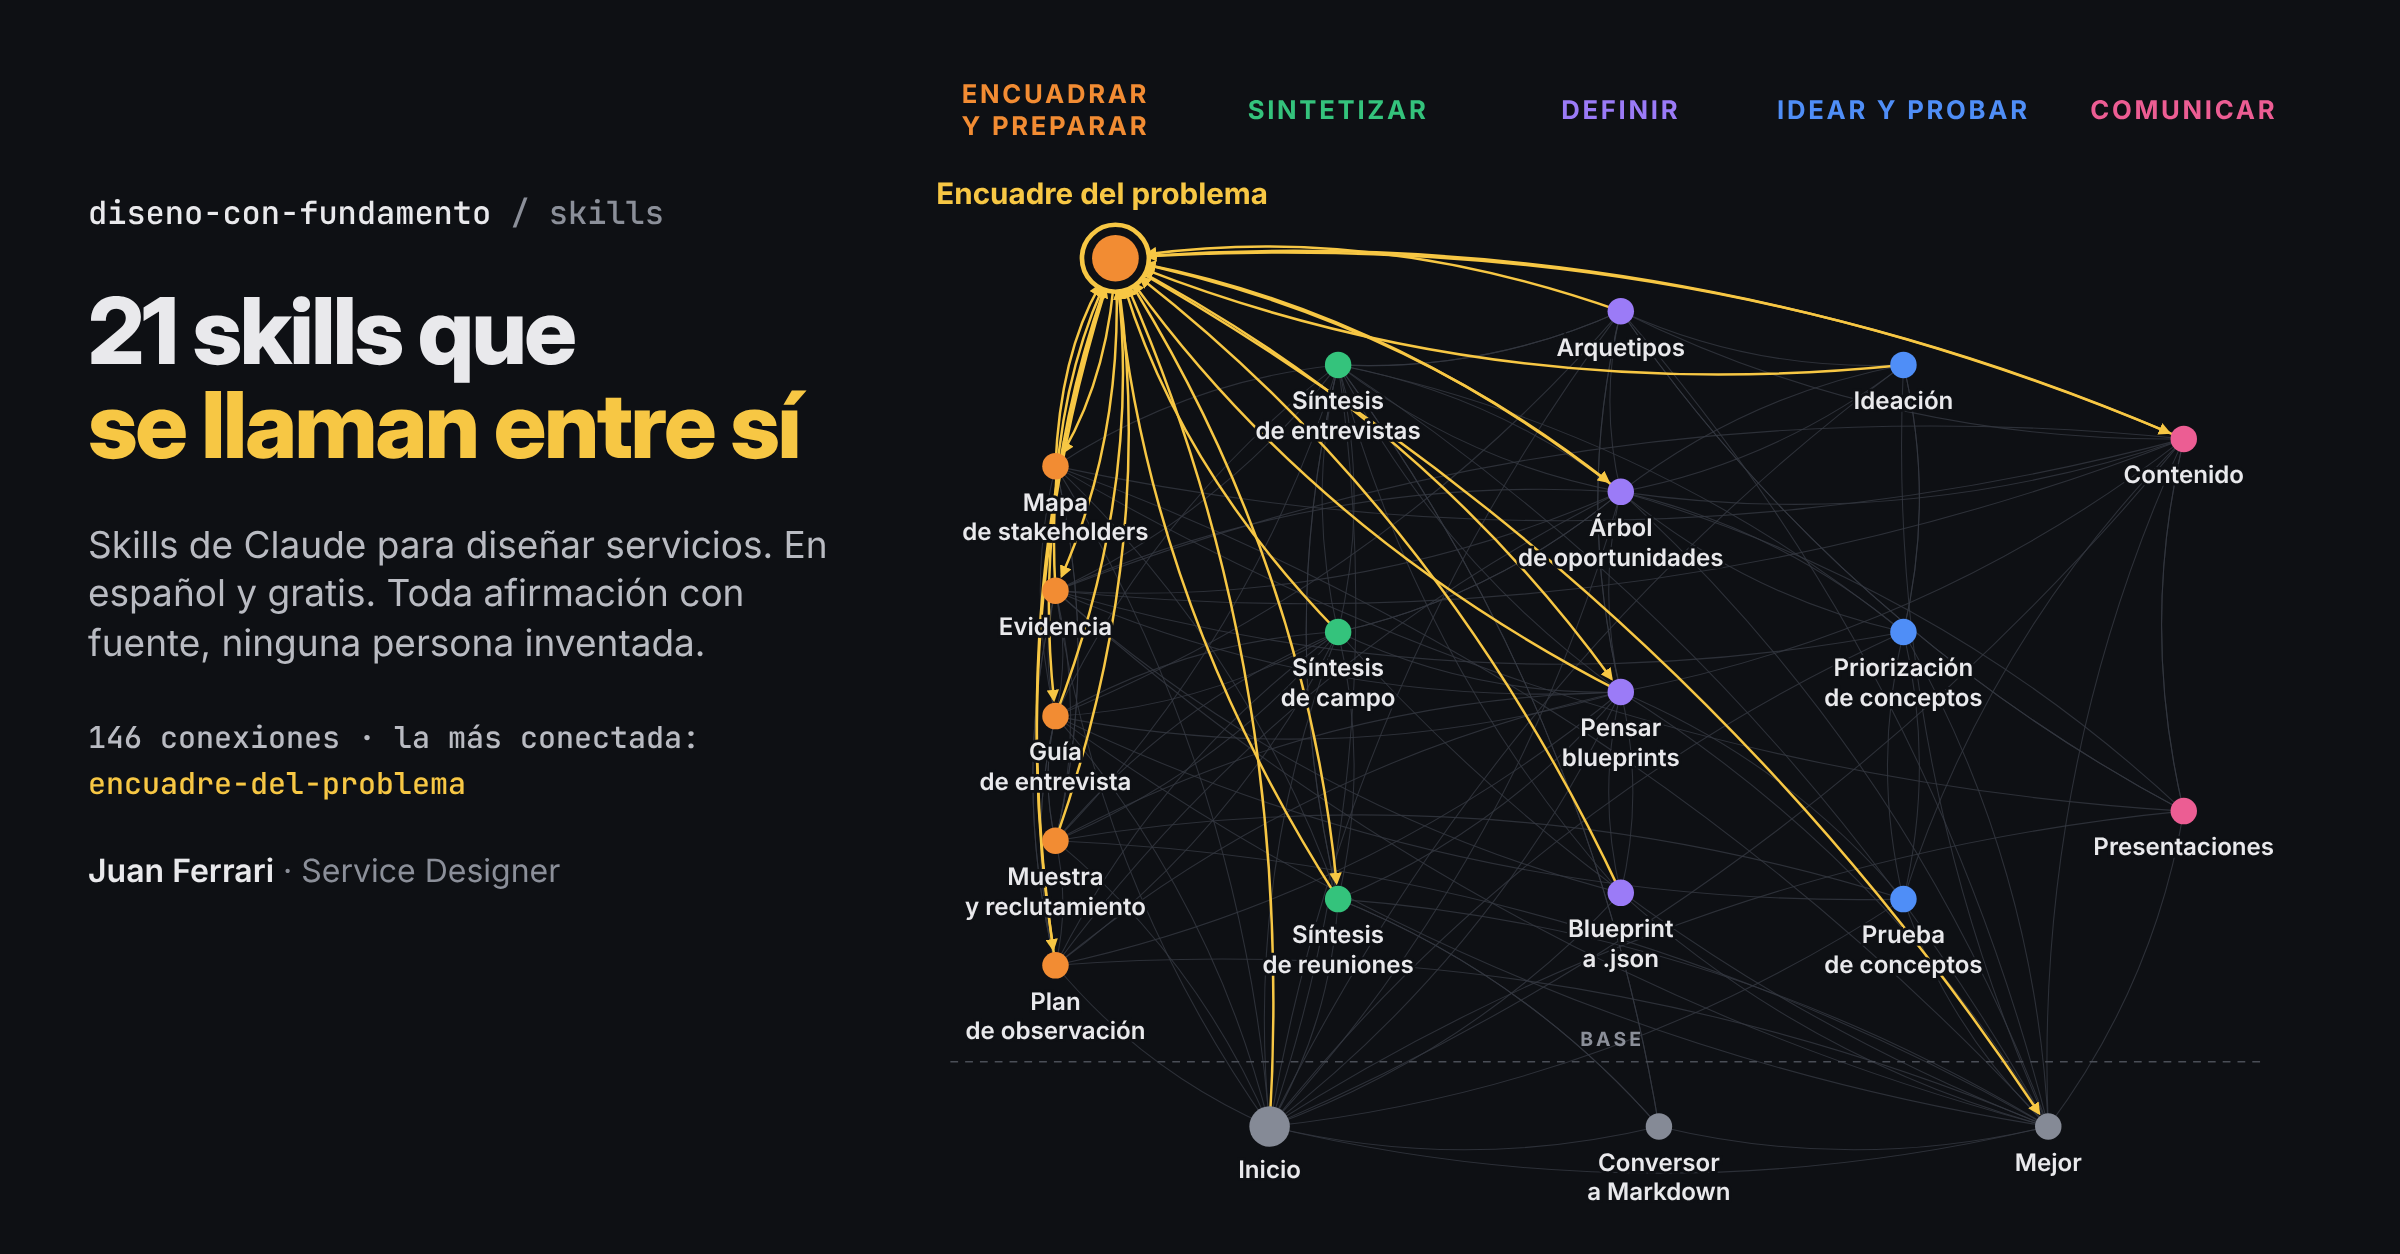 diseno-con-fundamento / skills
21 skills que
se llaman entre sí
Skills de Claude para diseñar servicios. En
español y gratis. Toda afirmación con
fuente, ninguna persona inventada.
146 conexiones · la más conectada:
encuadre-del-problema
Juan Ferrari · Service Designer
ENCUADRAR
Y PREPARAR
SINTETIZAR
DEFINIR
IDEAR Y PROBAR
COMUNICAR
Encuadre del problema
Mapa
de stakeholders
Evidencia
Guía
de entrevista
Muestra
y reclutamiento
Plan
de observación
Síntesis
de entrevistas
Síntesis
de campo
Síntesis
de reuniones
Arquetipos
Árbol
de oportunidades
Pensar
blueprints
Blueprint
a .json
Ideación
Priorización
de conceptos
Prueba
de conceptos
Contenido
Presentaciones
BASE
Inicio
Conversor
a Markdown
Mejor